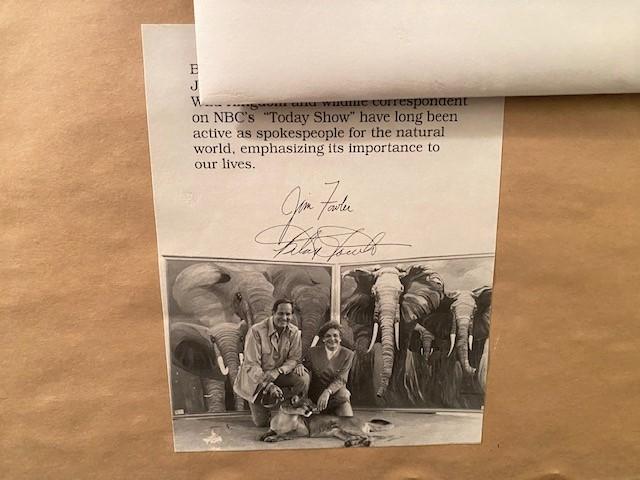 B
J
Wild Kingdom and wildlife correspondent
on NBC's "Today Show" have long been
active as spokespeople for the natural
world, emphasizing its importance to
our lives.
Jim Fowler